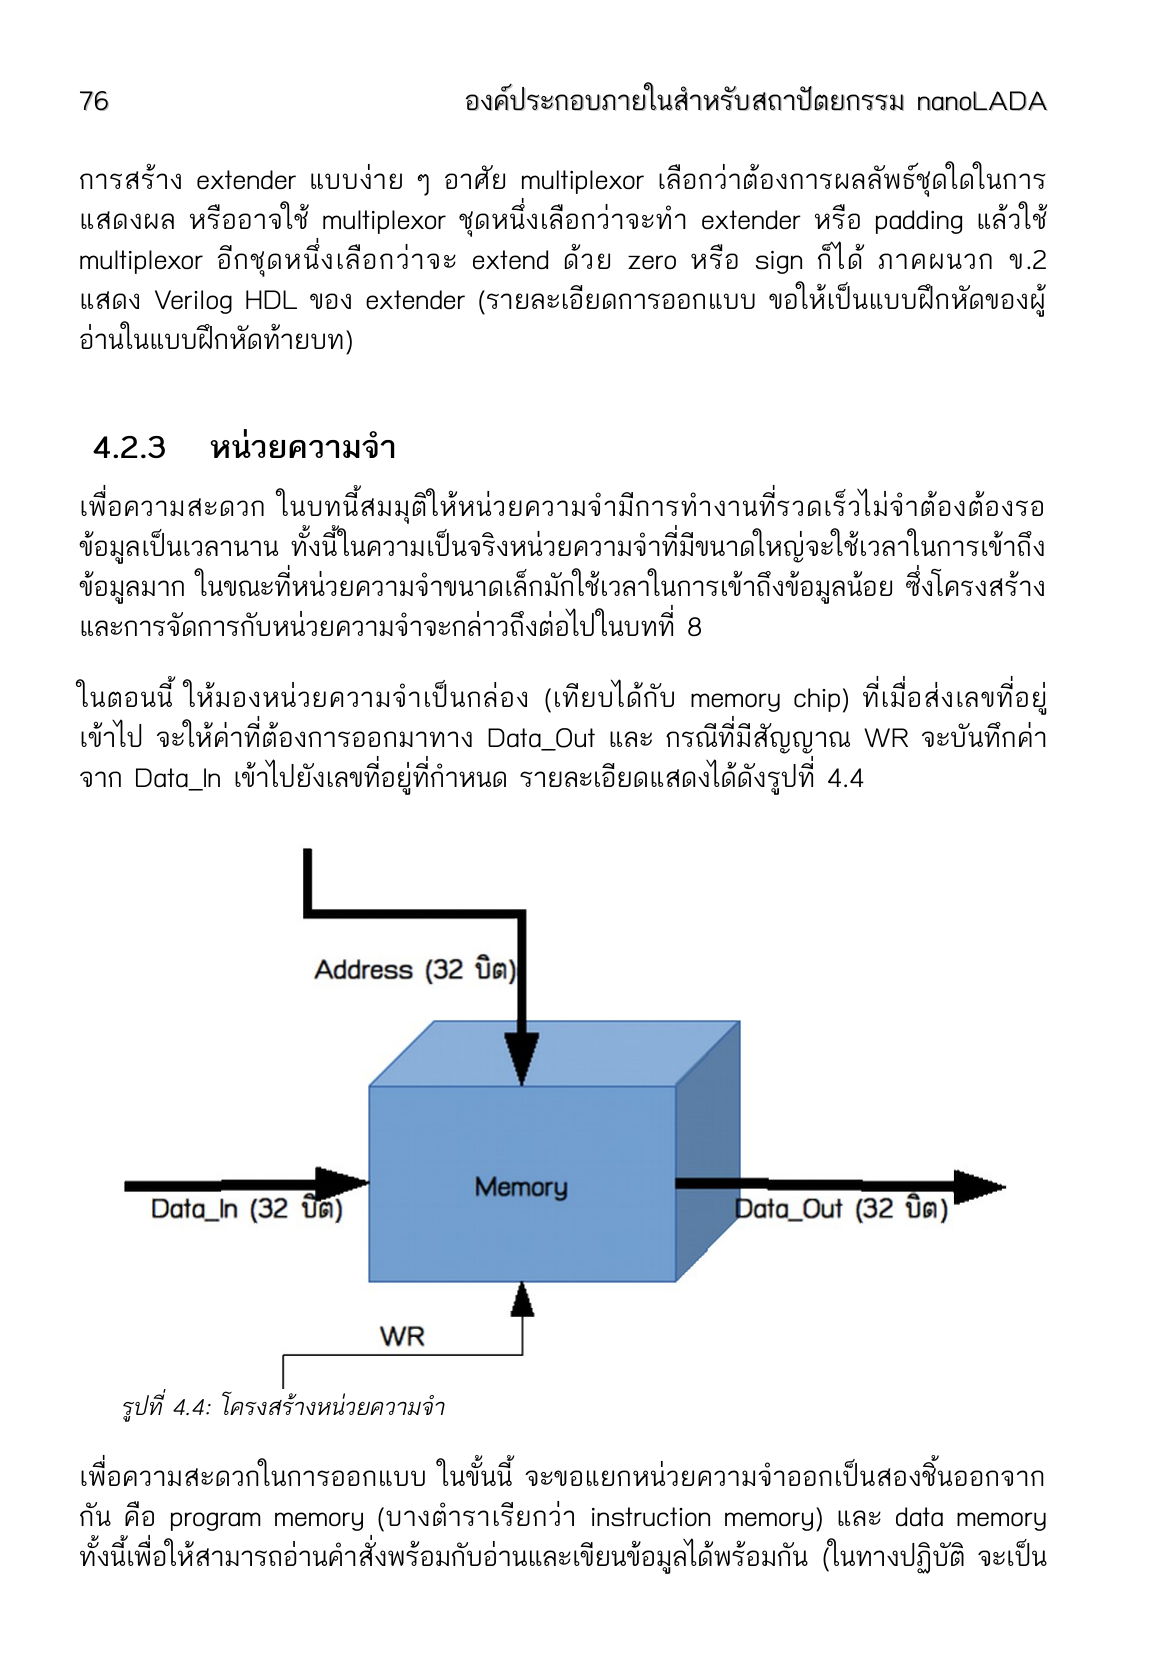 76 องค์ประกอบภายในสำหรับสถาปัตยกรรม nanoLADA
การสร้าง extender แบบง่าย ๆ อาศัย multiplexor เลือกว่าต้องการผลลัพธ์ชุดใดในการ
แสดงผล หรืออาจใช้ multiplexor ชุดหนึ่งเลือกว่าจะทำ extender หรือ padding แล้วใช้
multiplexor อีกชุดหนึ่งเลือกว่าจะ extend ด้วย zero หรือ sign ก็ได้ ภาคผนวก ข.2
แสดง Verilog HDL ของ extender (รายละเอียดการออกแบบ ขอให้เป็นแบบฝึกหัดของผู้
อ่านในแบบฝึกหัดท้ายบท)
4.2.3 หน่วยความจำ
เพื่อความสะดวก ในบทนี้สมมุติให้หน่วยความจำมีการทำงานที่รวดเร็วไม่จำต้องต้องรอ
ข้อมูลเป็นเวลานาน ทั้งนี้ในความเป็นจริงหน่วยความจำที่มีขนาดใหญ่จะใช้เวลาในการเข้าถึง
ข้อมูลมาก ในขณะที่หน่วยความจำขนาดเล็กมักใช้เวลาในการเข้าถึงข้อมูลน้อย ซึ่งโครงสร้าง
และการจัดการกับหน่วยความจำจะกล่าวถึงต่อไปในบทที่ 8
ในตอนนี้ ให้มองหน่วยความจำเป็นกล่อง (เทียบได้กับ memory chip) ที่เมื่อส่งเลขที่อยู่
เข้าไป จะให้ค่าที่ต้องการออกมาทาง Data_Out และ กรณีที่มีสัญญาณ WR จะบันทึกค่า
จาก Data_In เข้าไปยังเลขที่อยู่ที่กำหนด รายละเอียดแสดงได้ดังรูปที่ 4.4
Address (32 บิต)
Memory
Data_In (32 บิต)
Data_Out (32 บิต)
WR
รูปที่ 4.4: โครงสร้างหน่วยความจำ
เพื่อความสะดวกในการออกแบบ ในขั้นนี้ จะขอแยกหน่วยความจำออกเป็นสองชิ้นออกจาก
กัน คือ program memory (บางตำราเรียกว่า instruction memory) และ data memory
ทั้งนี้เพื่อให้สามารถอ่านคำสั่งพร้อมกับอ่านและเขียนข้อมูลได้พร้อมกัน (ในทางปฏิบัติ จะเป็น